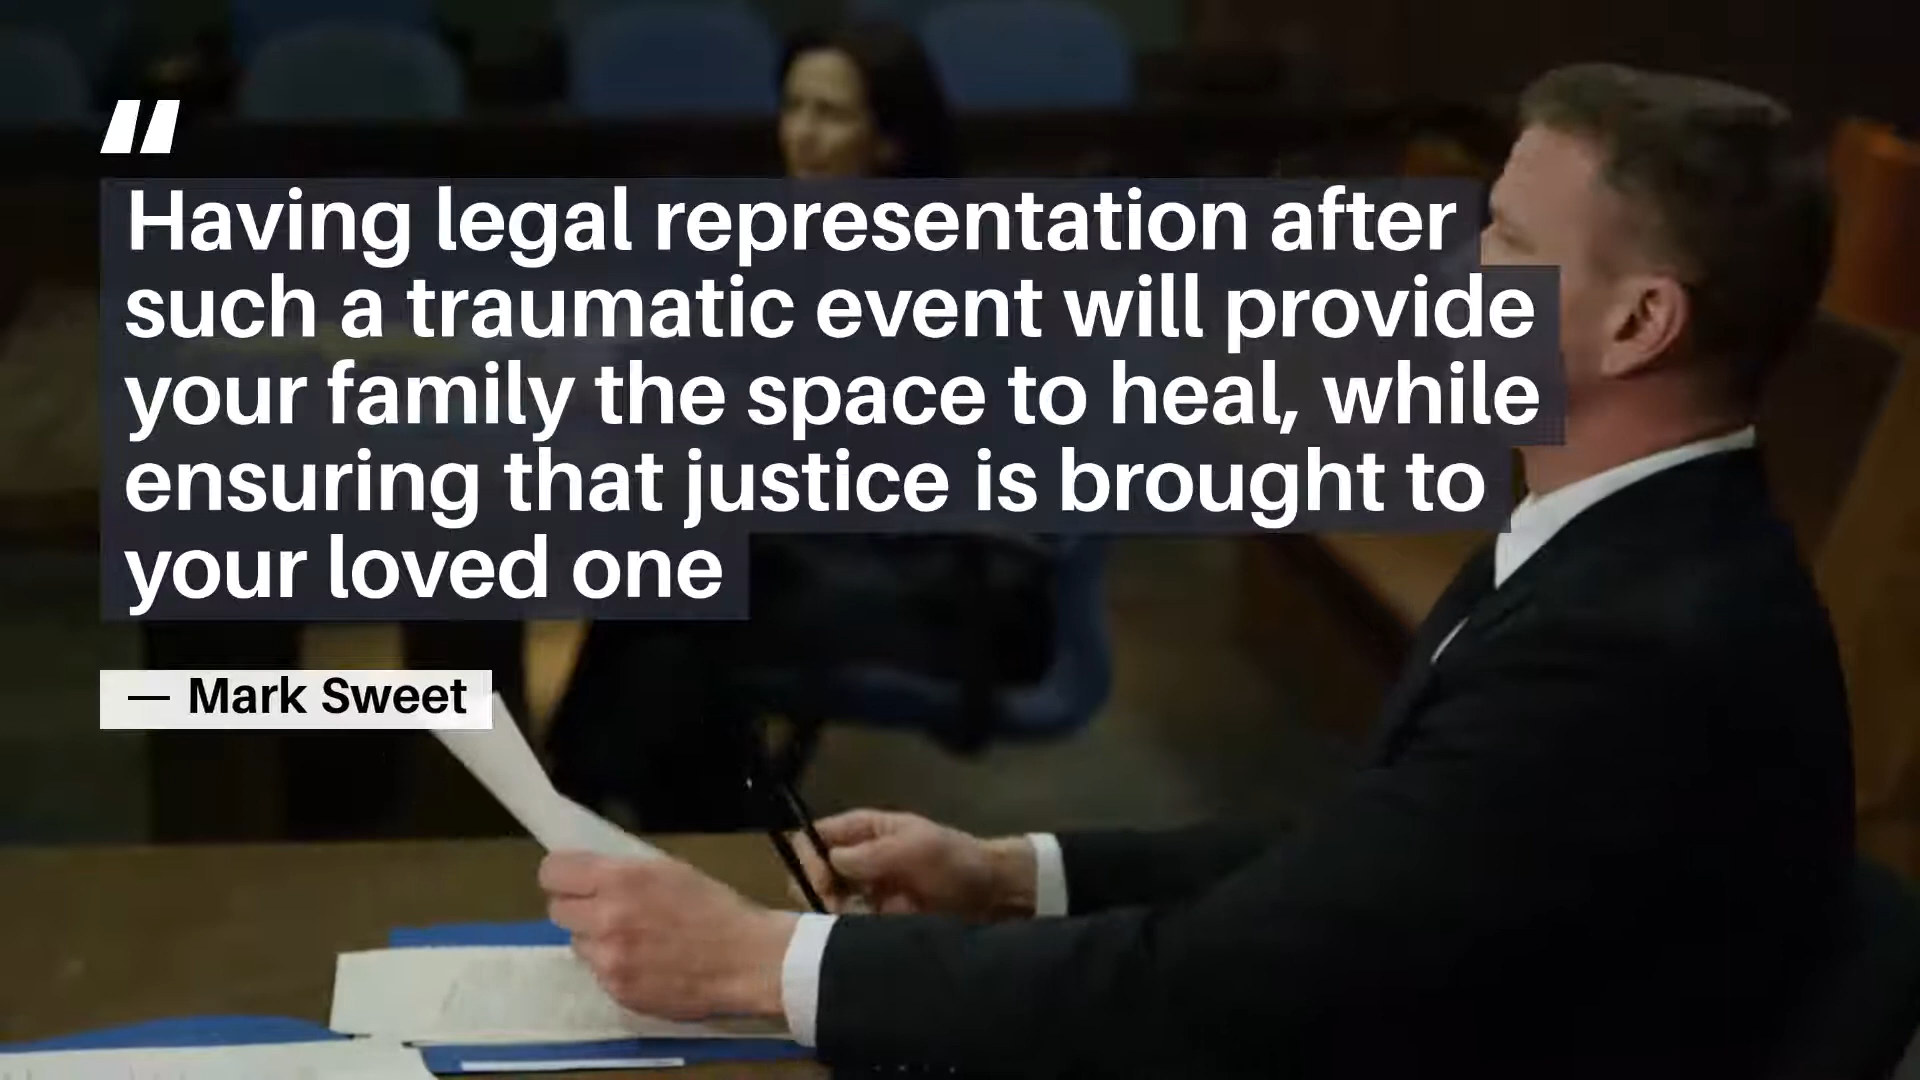 “
Having legal representation after
such a traumatic event will provide
your family the space to heal, while
ensuring that justice is brought to
your loved one
— Mark Sweet